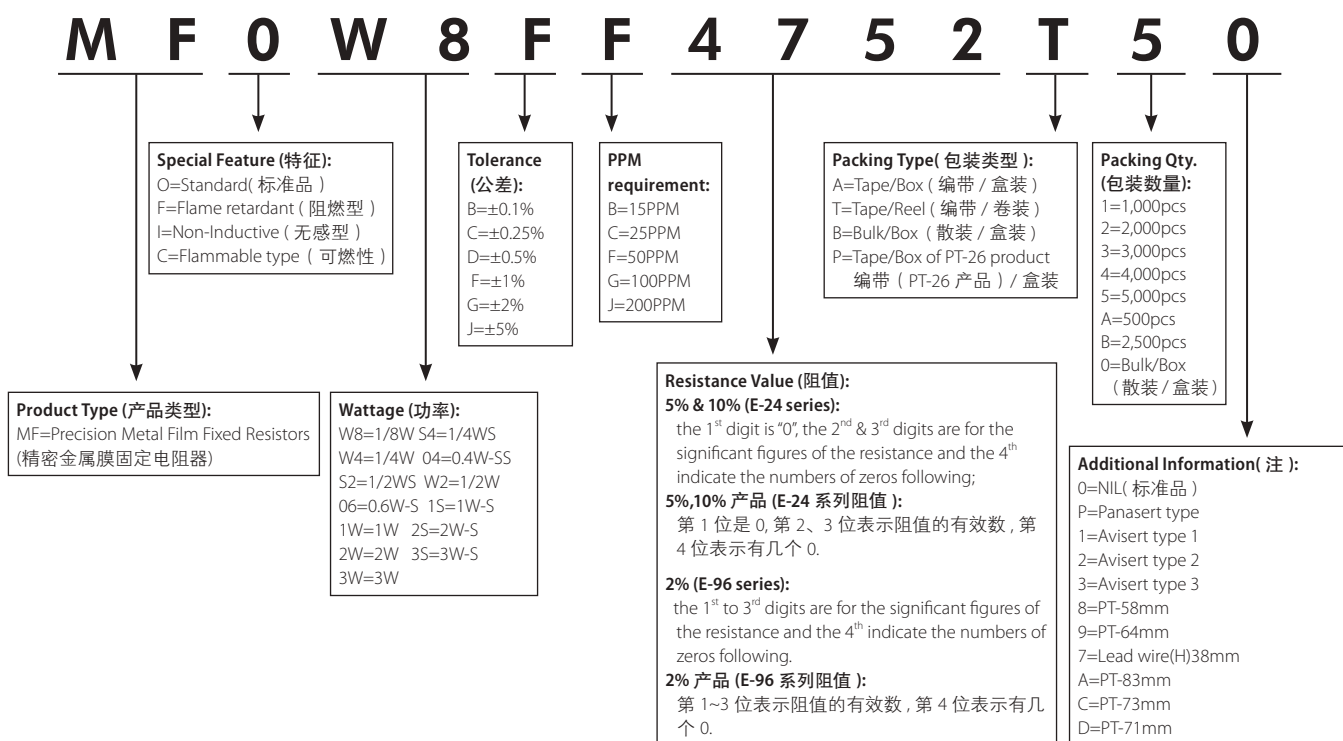 M F 0 W 8 F F 4 7 5 2 T 5 0
Special Feature (特征):
O=Standard( 标准品 )
F=Flame retardant ( 阻燃型 )
I=Non-Inductive ( 无感型 )
C=Flammable type ( 可燃性 )
Tolerance
(公差):
B=±0.1%
C=±0.25%
D=±0.5%
F=±1%
G=±2%
J=±5%
PPM
requirement:
B=15PPM
C=25PPM
F=50PPM
G=100PPM
J=200PPM
Packing Type( 包装类型 ):
A=Tape/Box ( 编带 / 盒装 )
T=Tape/Reel ( 编带 / 卷装 )
B=Bulk/Box ( 散装 / 盒装 )
P=Tape/Box of PT-26 product
编带 ( PT-26 产品 ) / 盒装
Packing Qty.
(包装数量):
1=1,000pcs
2=2,000pcs
3=3,000pcs
4=4,000pcs
5=5,000pcs
A=500pcs
B=2,500pcs
0=Bulk/Box
( 散装 / 盒装 )
Product Type (产品类型):
MF=Precision Metal Film Fixed Resistors
(精密金属膜固定电阻器)
Wattage (功率):
W8=1/8W S4=1/4WS
W4=1/4W 04=0.4W-SS
S2=1/2WS W2=1/2W
06=0.6W-S 1S=1W-S
1W=1W 2S=2W-S
2W=2W 3S=3W-S
3W=3W
Resistance Value (阻值):
5% & 10% (E-24 series):
the 1st digit is "0", the 2nd & 3rd digits are for the
significant figures of the resistance and the 4th
indicate the numbers of zeros following;
5%,10% 产品 (E-24 系列阻值 ):
第 1 位是 0, 第 2、3 位表示阻值的有效数 , 第
4 位表示有几个 0.
2% (E-96 series):
the 1st to 3rd digits are for the significant figures of
the resistance and the 4th indicate the numbers of
zeros following.
2% 产品 (E-96 系列阻值 ):
第 1~3 位表示阻值的有效数 , 第 4 位表示有几
个 0.
Additional Information( 注 ):
0=NIL( 标准品 )
P=Panasert type
1=Avisert type 1
2=Avisert type 2
3=Avisert type 3
8=PT-58mm
9=PT-64mm
7=Lead wire(H)38mm
A=PT-83mm
C=PT-73mm
D=PT-71mm